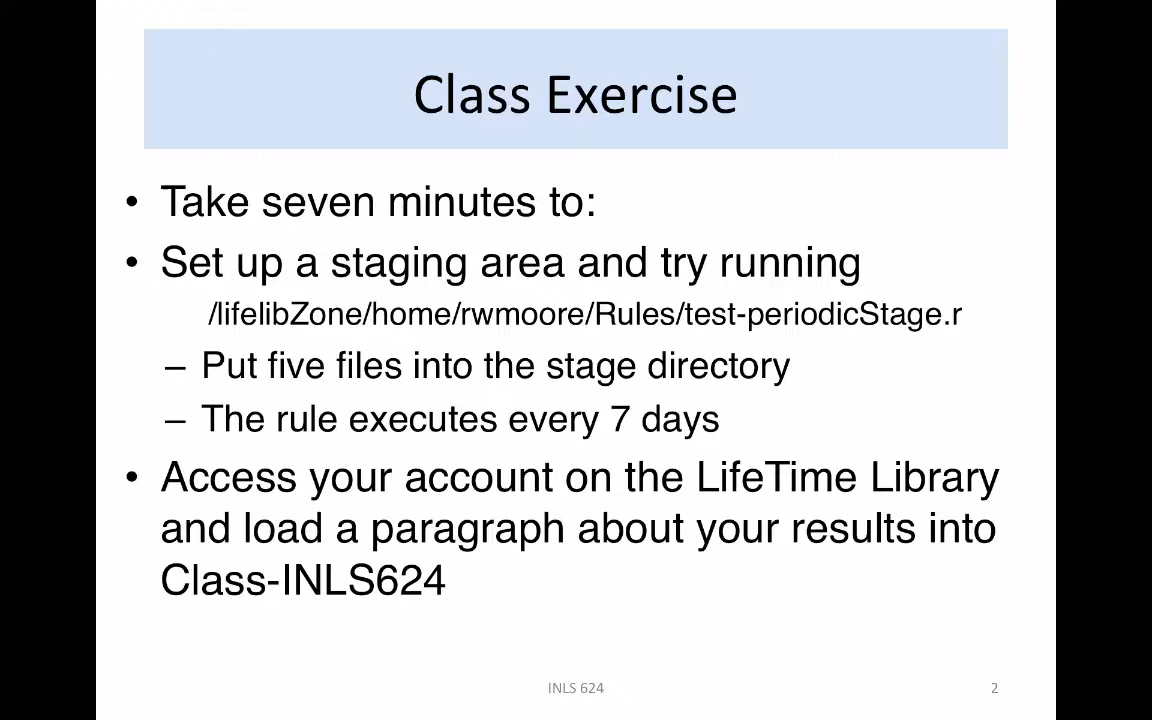 Class Exercise
• Take seven minutes to:
• Set up a staging area and try running
/lifelibZone/home/rwmoore/Rules/test-periodicStage.r
– Put five files into the stage directory
– The rule executes every 7 days
• Access your account on the LifeTime Library
and load a paragraph about your results into
Class-INLS624
INLS 624
2